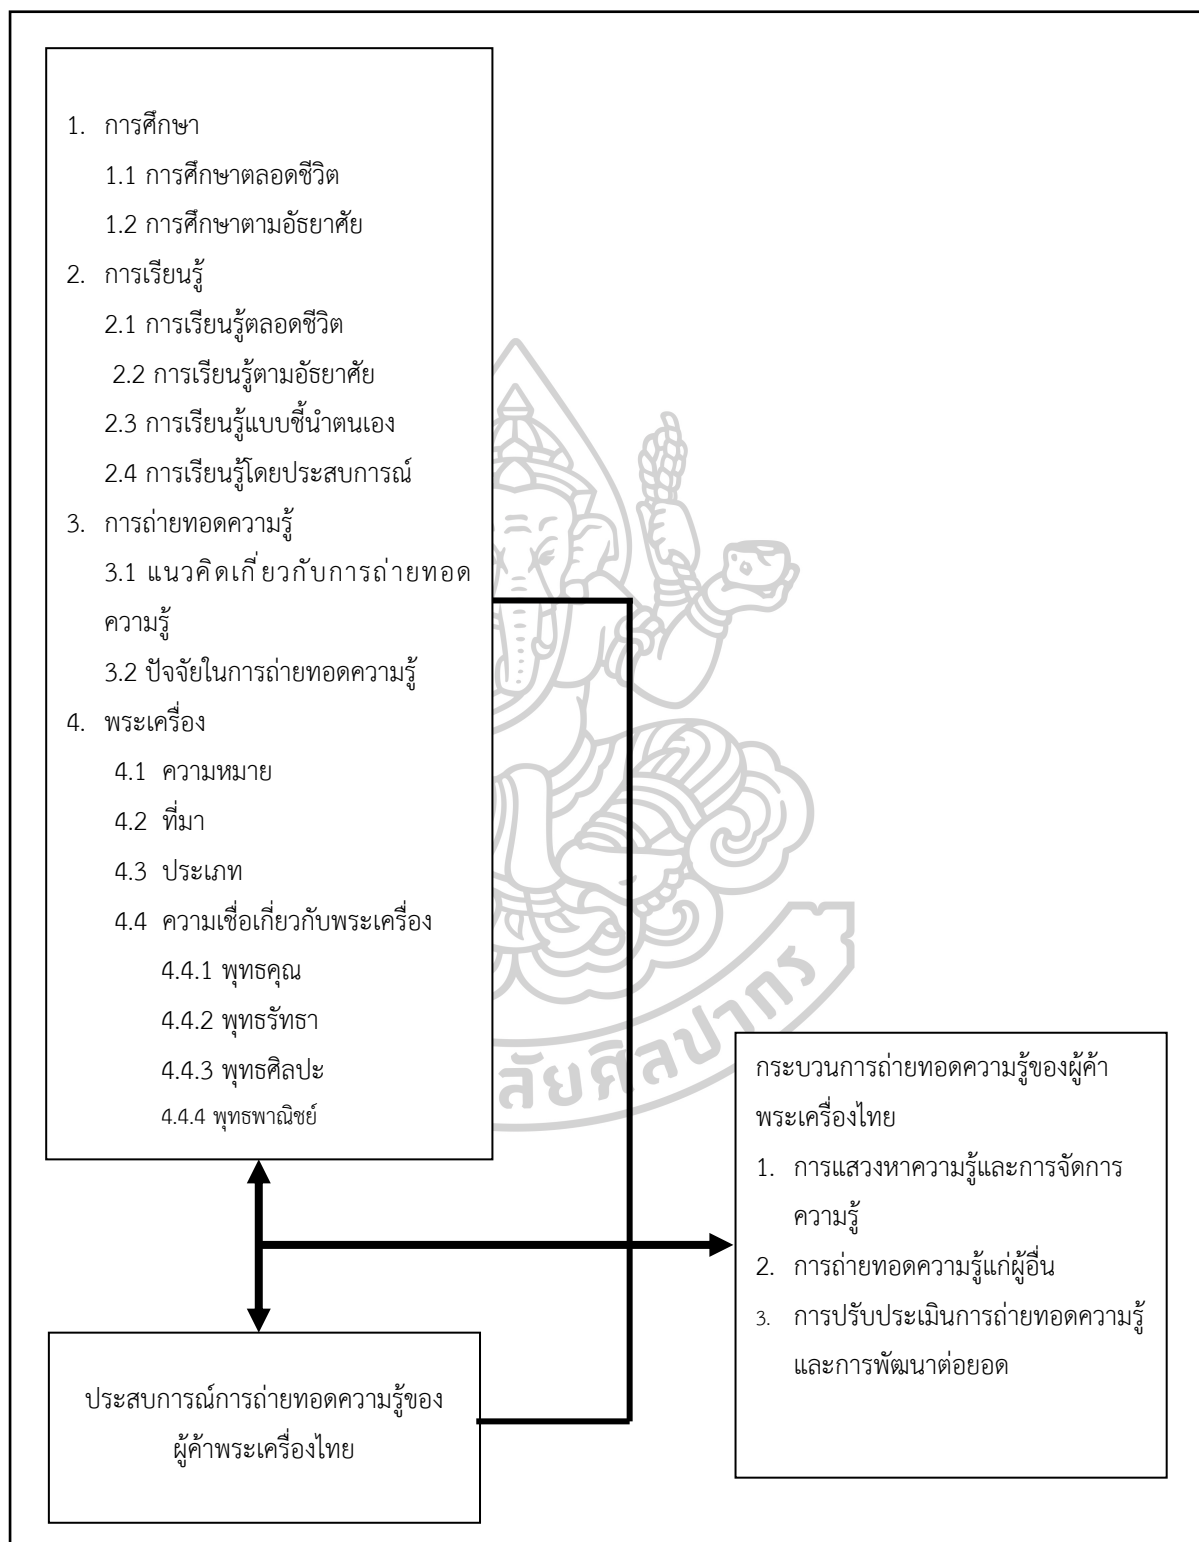 1. การศึกษา
1.1 การศึกษาตลอดชีวิต
1.2 การศึกษาตามอัธยาศัย
2. การเรียนรู้
2.1 การเรียนรู้ตลอดชีวิต
2.2 การเรียนรู้ตามอัธยาศัย
2.3 การเรียนรู้แบบชี้นำตนเอง
2.4 การเรียนรู้โดยประสบการณ์
3. การถ่ายทอดความรู้
3.1 แนวคิดเกี่ยวกับการถ่ายทอด
ความรู้
3.2 ปัจจัยในการถ่ายทอดความรู้
4. พระเครื่อง
4.1 ความหมาย
4.2 ที่มา
4.3 ประเภท
4.4 ความเชื่อเกี่ยวกับพระเครื่อง
4.4.1 พุทธคุณ
4.4.2 พุทธรัทธา
4.4.3 พุทธศิลปะ
4.4.4 พุทธพาณิชย์
ลัยศิลปากร
กระบวนการถ่ายทอดความรู้ของผู้ค้า
พระเครื่องไทย
1. การแสวงหาความรู้และการจัดการ
ความรู้
2. การถ่ายทอดความรู้แก่ผู้อื่น
3. การปรับประเมินการถ่ายทอดความรู้
และการพัฒนาต่อยอด
ประสบการณ์การถ่ายทอดความรู้ของ
ผู้ค้าพระเครื่องไทย